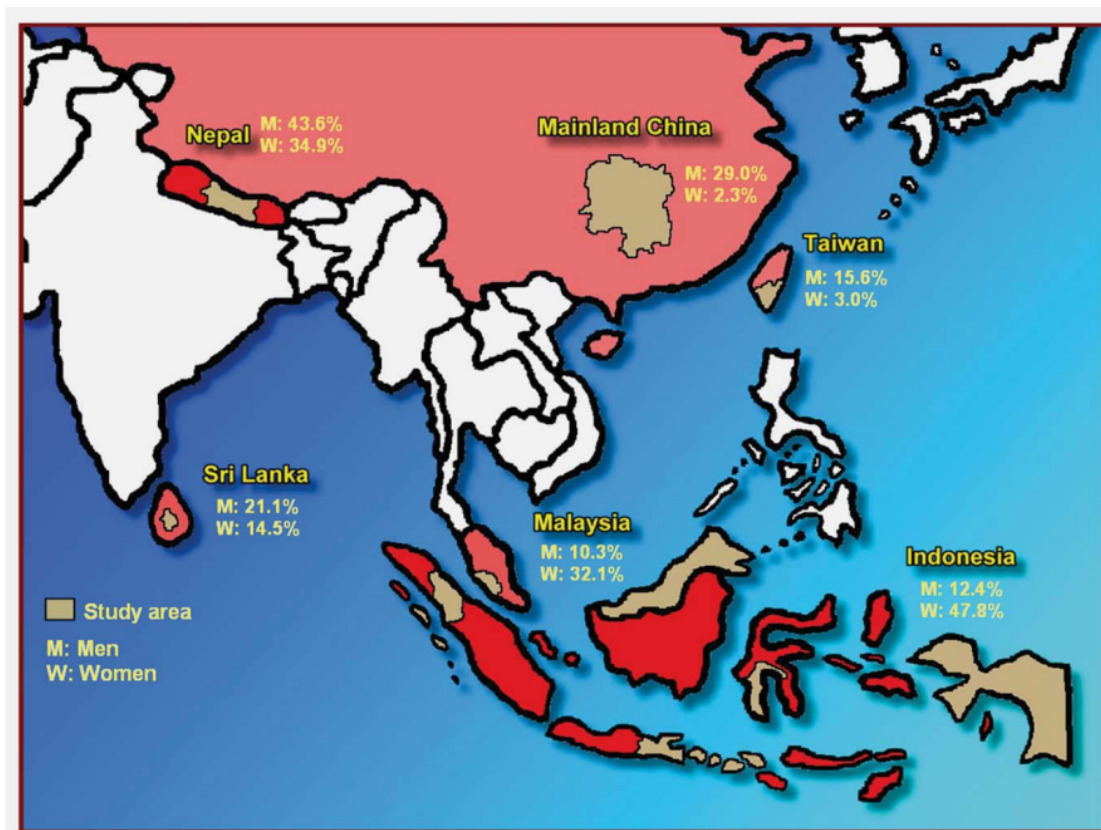 Nepal
M: 43.6%
W: 34.9%
Mainland China
M: 29.0%
W: 2.3%
Taiwan
M: 15.6%
W: 3.0%
Sri Lanka
M: 21.1%
W: 14.5%
Malaysia
M: 10.3%
W: 32.1%
Indonesia
M: 12.4%
W: 47.8%
Study area
M: Men
W: Women